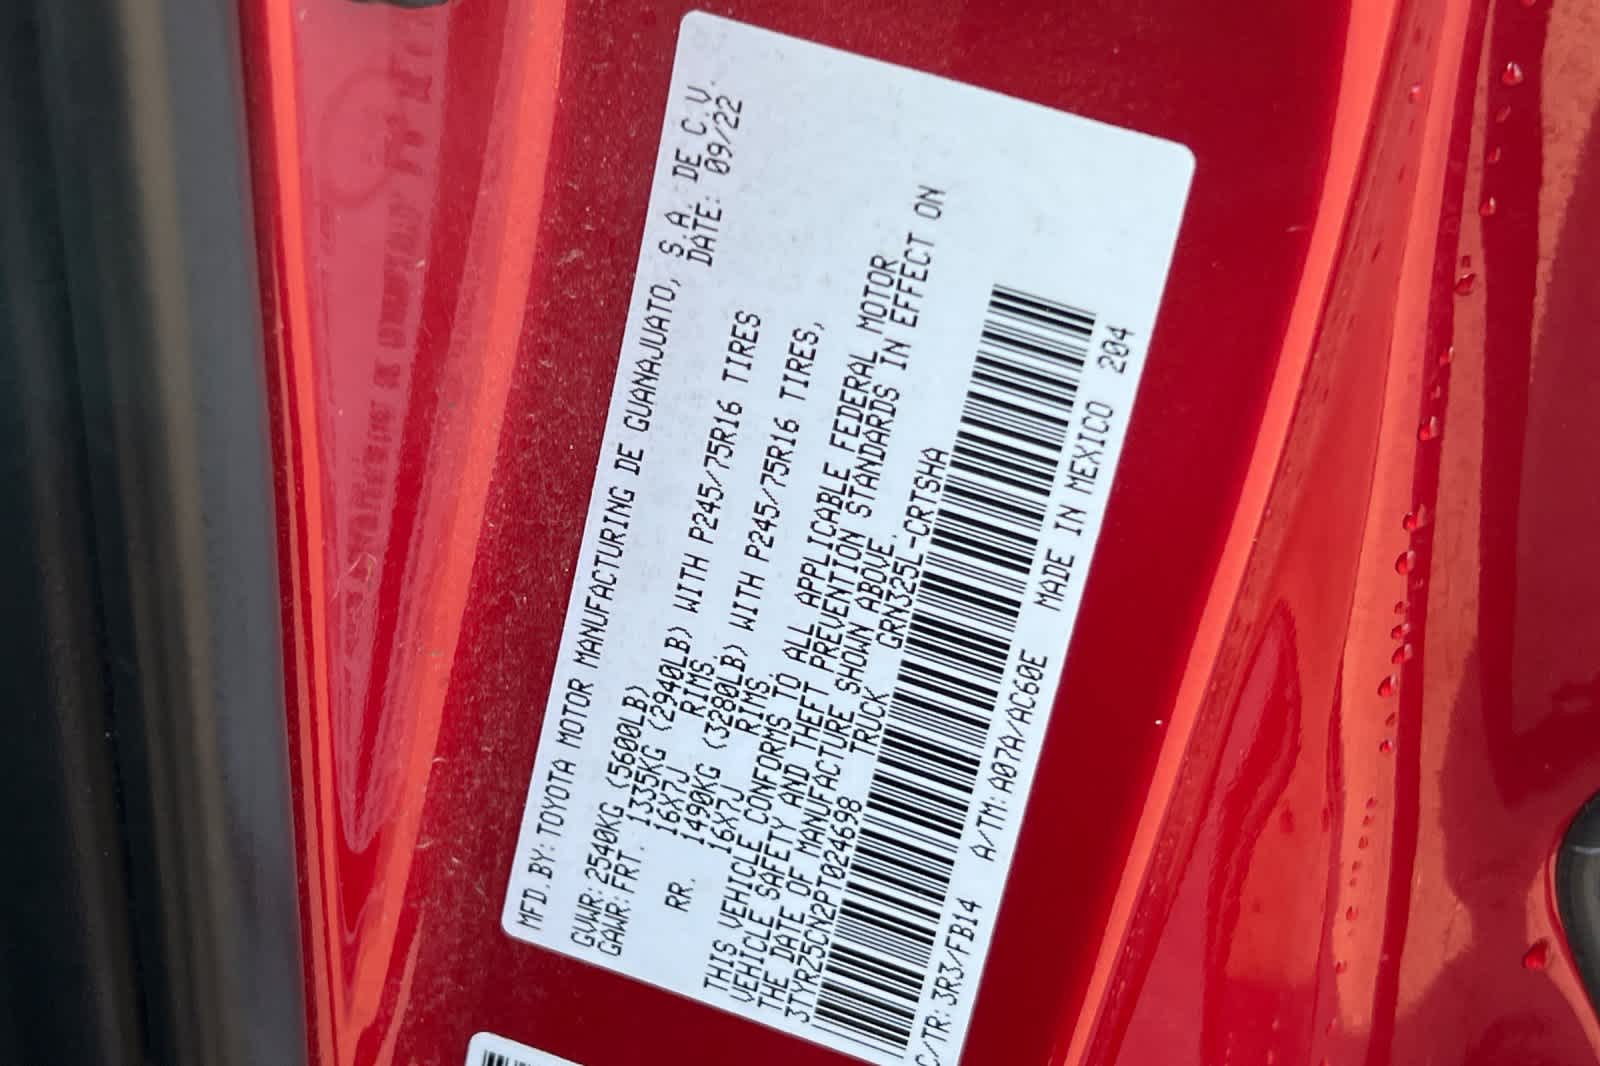 MFD.BY:TOYOTA MOTOR MANUFACTURING DE GUANAJUATO, S.A. DE C.V.
DATE: 09/22
GVWR:2540KG (5600LB)
GAWR:FRT. 1335KG (2940LB) WITH P245/75R16 TIRES
16X7J RIMS,
RR. 1490KG (3280LB) WITH P245/75R16 TIRES,
16X7J RIMS
THIS VEHICLE CONFORMS TO ALL APPLICABLE FEDERAL MOTOR
VEHICLE SAFETY AND THEFT PREVENTION STANDARDS IN EFFECT ON
THE DATE OF MANUFACTURE SHOWN ABOVE.
3TYRZ5CN2PT024698 TRUCK GRN325L-CRTSHA
C/TR:3R3/FB14 A/TM:A07A/AC60E MADE IN MEXICO 204